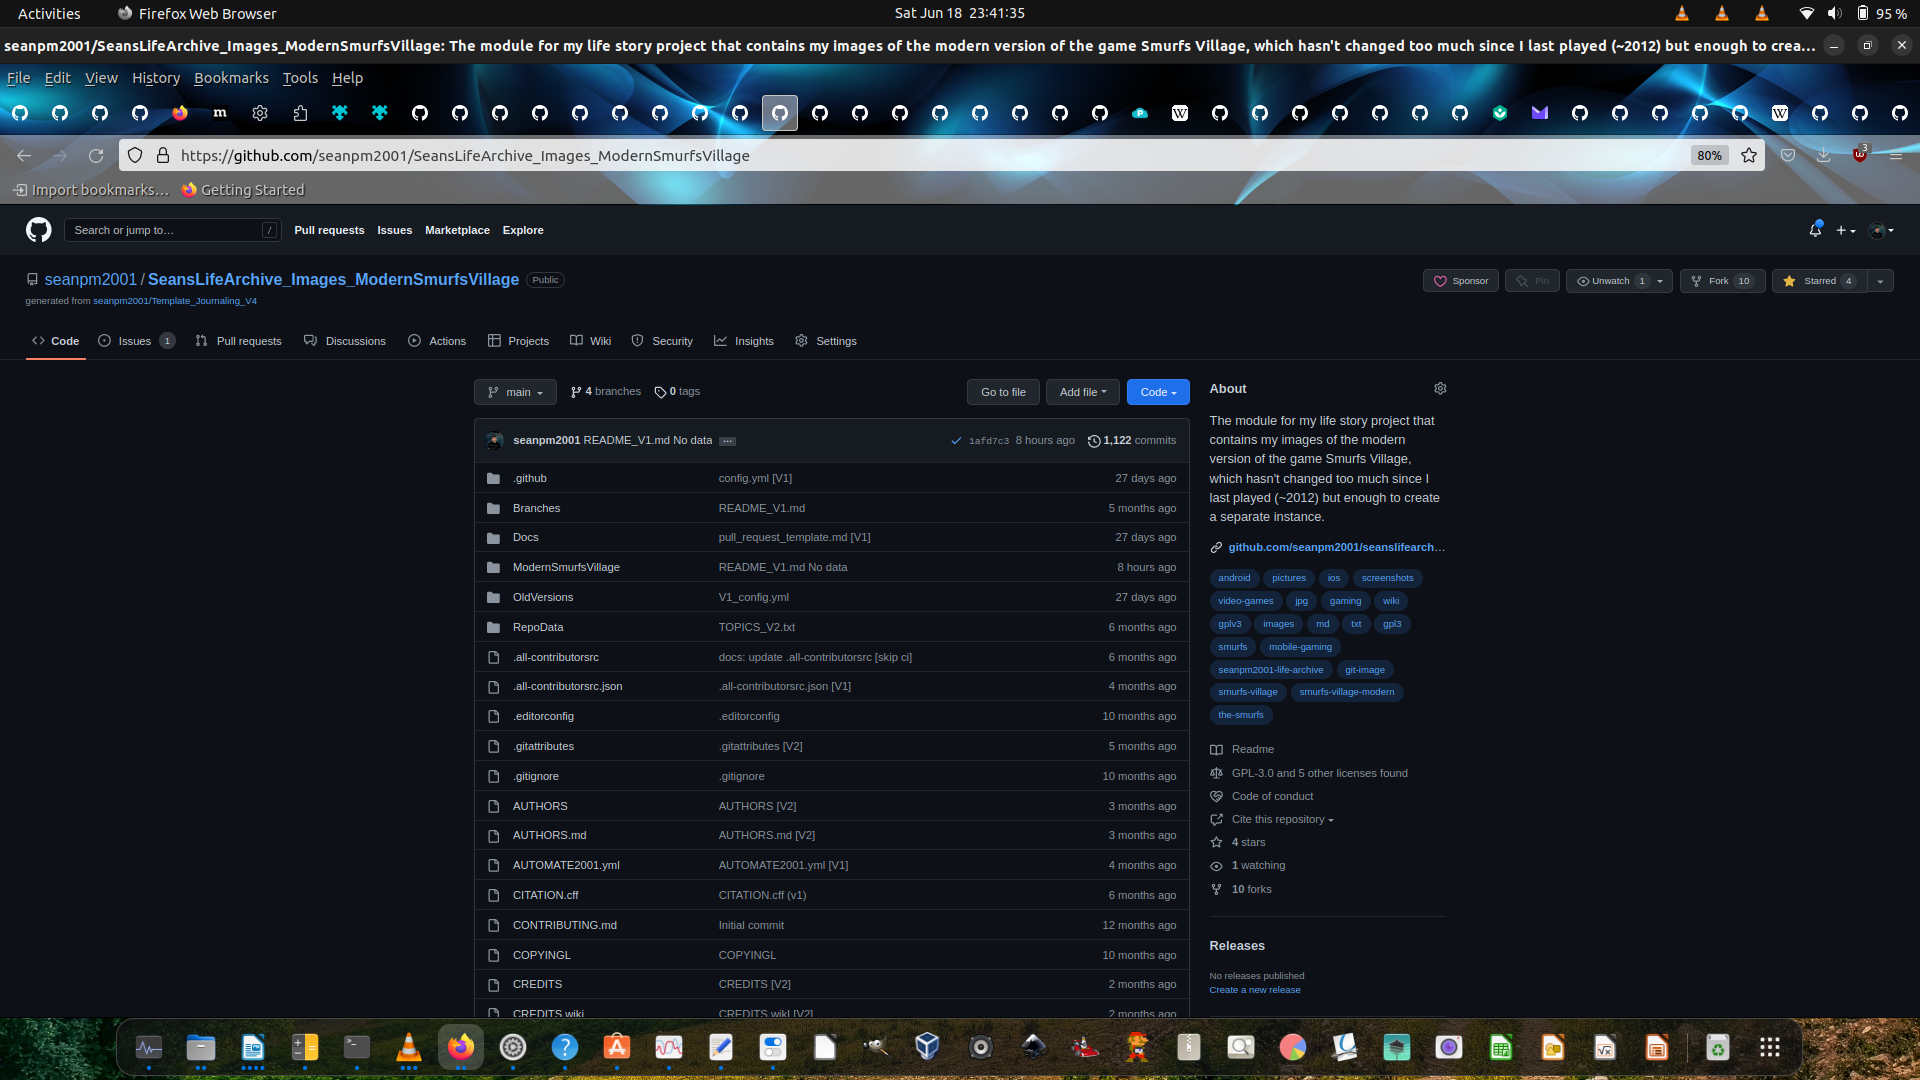 Activities Firefox Web Browser Sat Jun 18 23:41:35 95 %
seanpm2001/SeansLifeArchive_Images_ModernSmurfsVillage: The module for my life story project that contains my images of the modern version of the game Smurfs Village, which hasn't changed too much since I last played (~2012) but enough to crea…
File Edit View History Bookmarks Tools Help
https://github.com/seanpm2001/SeansLifeArchive_Images_ModernSmurfsVillage 80% 3
Import bookmarks… Getting Started
Search or jump to… / Pull requests Issues Marketplace Explore
seanpm2001 / SeansLifeArchive_Images_ModernSmurfsVillage Public Sponsor Pin Unwatch 1 Fork 10 Starred 4
generated from seanpm2001/Template_Journaling_V4
Code Issues 1 Pull requests Discussions Actions Projects Wiki Security Insights Settings
main 4 branches 0 tags Go to file Add file Code
seanpm2001 README_V1.md No data ... 1afd7c3 8 hours ago 1,122 commits
.github config.yml [V1] 27 days ago
Branches README_V1.md 5 months ago
Docs pull_request_template.md [V1] 27 days ago
ModernSmurfsVillage README_V1.md No data 8 hours ago
OldVersions V1_config.yml 27 days ago
RepoData TOPICS_V2.txt 6 months ago
.all-contributorsrc docs: update .all-contributorsrc [skip ci] 6 months ago
.all-contributorsrc.json .all-contributorsrc.json [V1] 4 months ago
.editorconfig .editorconfig 10 months ago
.gitattributes .gitattributes [V2] 5 months ago
.gitignore .gitignore 10 months ago
AUTHORS AUTHORS [V2] 3 months ago
AUTHORS.md AUTHORS.md [V2] 3 months ago
AUTOMATE2001.yml AUTOMATE2001.yml [V1] 4 months ago
CITATION.cff CITATION.cff (v1) 6 months ago
CONTRIBUTING.md Initial commit 12 months ago
COPYINGL COPYINGL 10 months ago
CREDITS CREDITS [V2] 2 months ago
CREDITS.wiki CREDITS.wiki [V2] 2 months ago
About
The module for my life story project that
contains my images of the modern
version of the game Smurfs Village,
which hasn't changed too much since I
last played (~2012) but enough to create
a separate instance.
github.com/seanpm2001/seanslifearch…
android pictures ios screenshots
video-games jpg gaming wiki
gplv3 images md txt gpl3
smurfs mobile-gaming
seanpm2001-life-archive git-image
smurfs-village smurfs-village-modern
the-smurfs
Readme
GPL-3.0 and 5 other licenses found
Code of conduct
Cite this repository
4 stars
1 watching
10 forks
Releases
No releases published
Create a new release